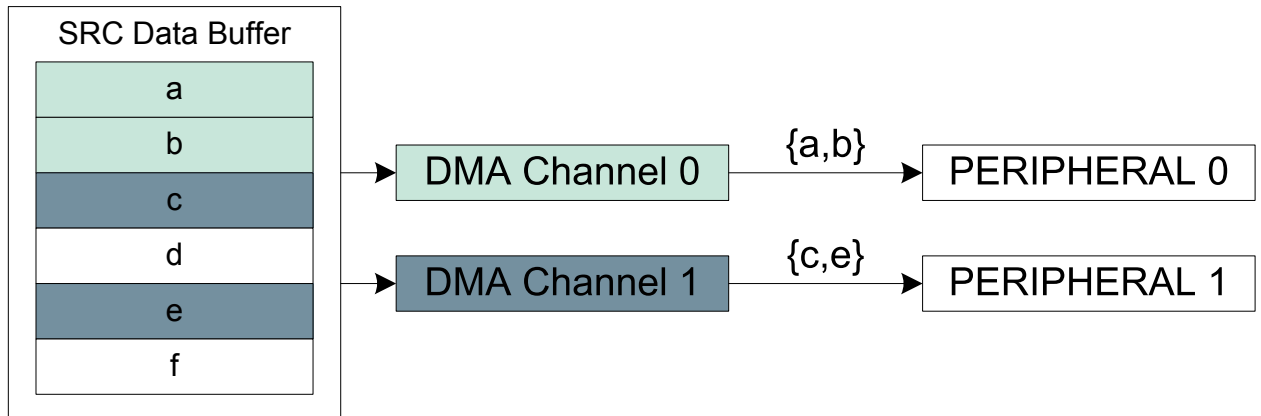 SRC Data Buffer
a
b
c
d
e
f
DMA Channel 0
{a,b}
PERIPHERAL 0
DMA Channel 1
{c,e}
PERIPHERAL 1